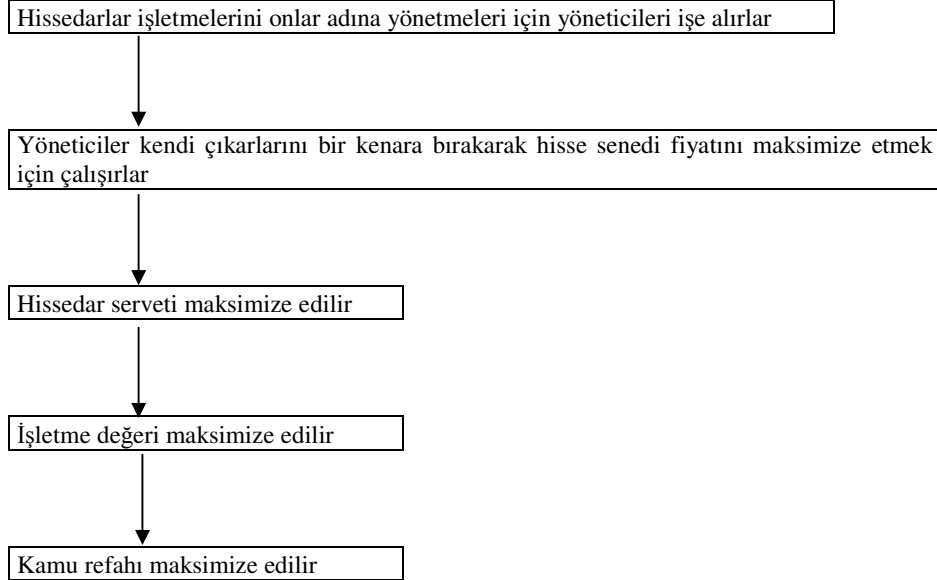 Hissedarlar işletmelerini onlar adına yönetmeleri için yöneticileri işe alırlar
Yöneticiler kendi çıkarlarını bir kenara bırakarak hisse senedi fiyatını maksimize etmek
için çalışırlar
Hissedar serveti maksimize edilir
İşletme değeri maksimize edilir
Kamu refahı maksimize edilir